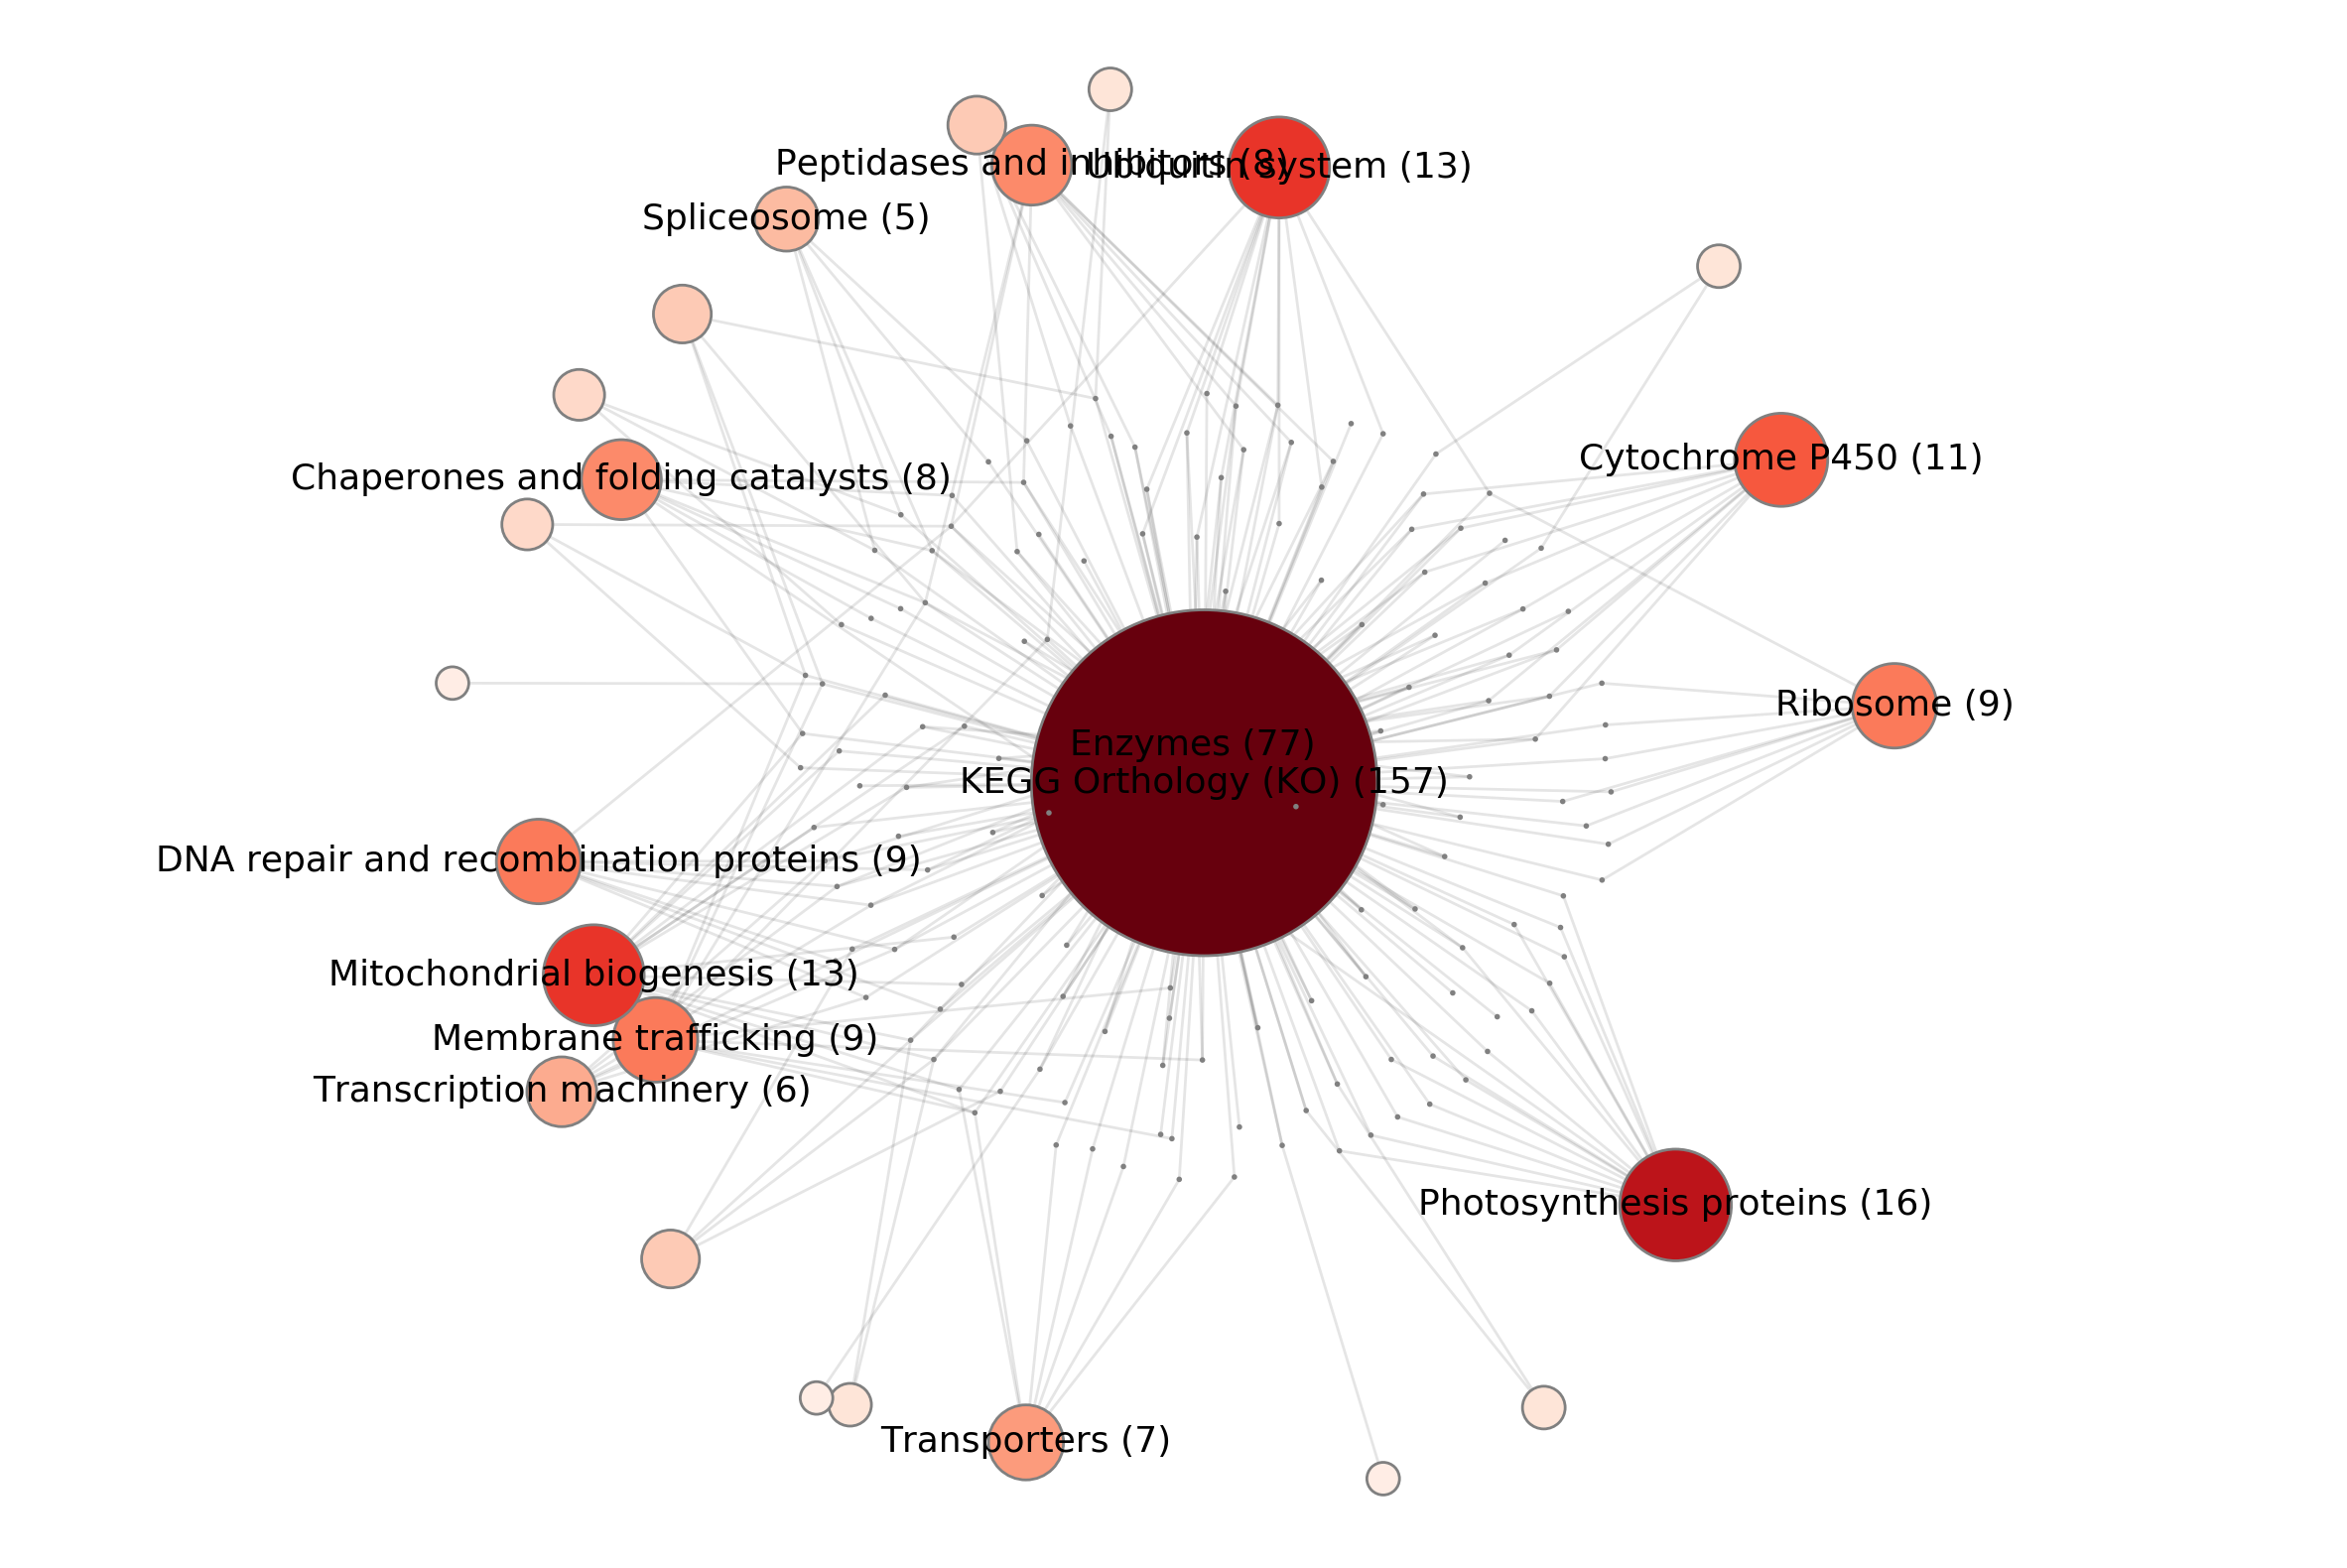 Peptidases and inhibitors (8)
Ubiquitin system (13)
Spliceosome (5)
Cytochrome P450 (11)
Chaperones and folding catalysts (8)
Ribosome (9)
Enzymes (77)
KEGG Orthology (KO) (157)
DNA repair and recombination proteins (9)
Mitochondrial biogenesis (13)
Membrane trafficking (9)
Transcription machinery (6)
Photosynthesis proteins (16)
Transporters (7)